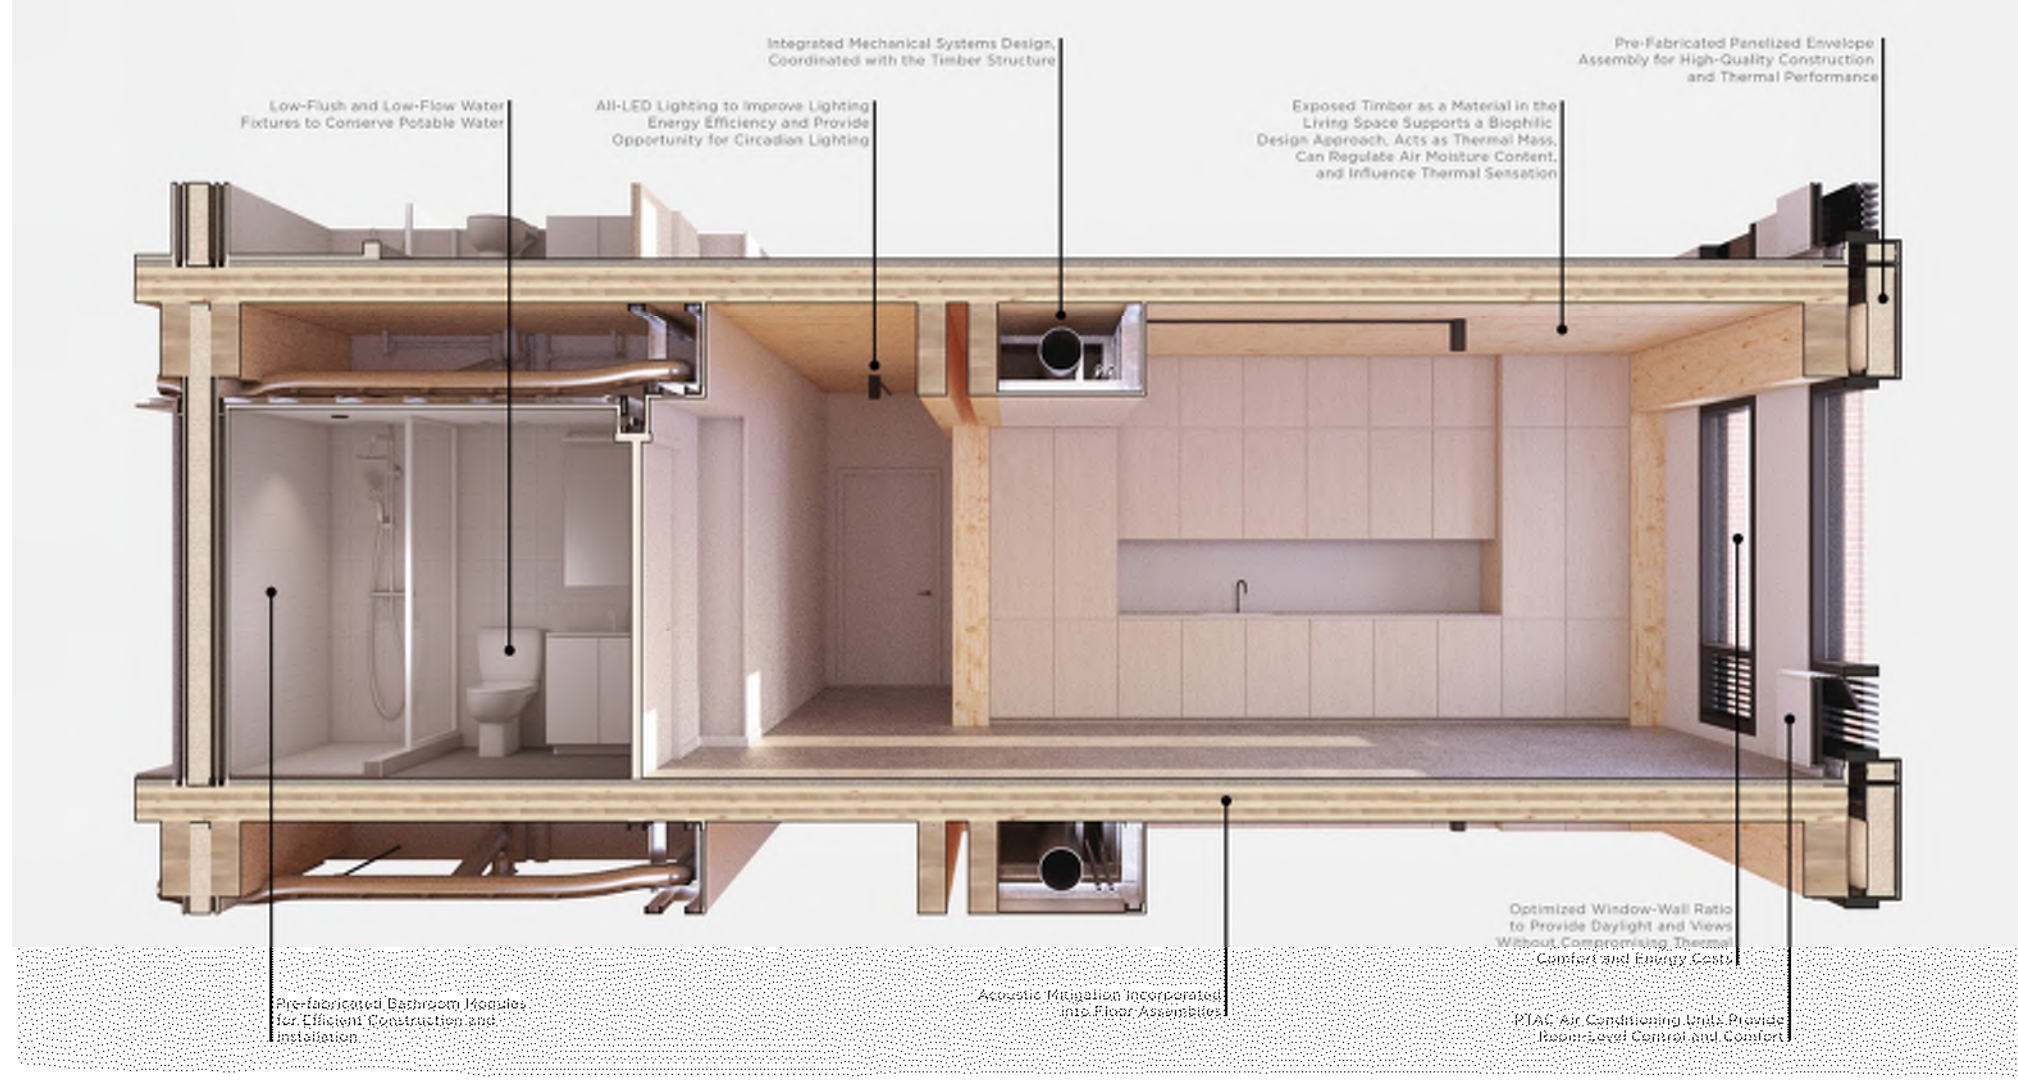 Integrated Mechanical Systems Design,
Coordinated with the Timber Structure
Pre-Fabricated Panelized Envelope
Assembly for High-Quality Construction
and Thermal Performance
Low-Flush and Low-Flow Water
Fixtures to Conserve Potable Water
All-LED Lighting to Improve Lighting
Energy Efficiency and Provide
Opportunity for Circadian Lighting
Exposed Timber as a Material in the
Living Space Supports a Biophilic
Design Approach, Acts as Thermal Mass,
Can Regulate Air Moisture Content,
and Influence Thermal Sensation
Optimized Window-Wall Ratio
to Provide Daylight and Views
Without Compromising Thermal
Comfort and Energy Costs
Pre-fabricated Bathroom Modules
for Efficient Construction and
Installation
Acoustic Mitigation Incorporated
into Floor Assemblies
PTAC Air Conditioning Units Provide
Room-Level Control and Comfort